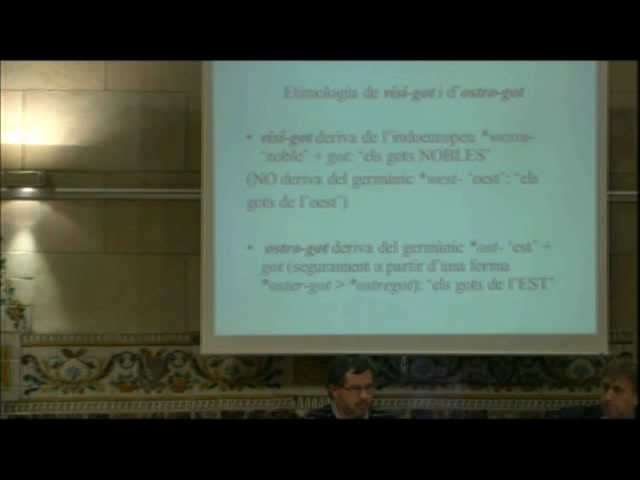 Etimologia de visi-got i d'ostro-got
• visi-got deriva de l'indoeuropeu *wessu-
"noble" + got: "els gots NOBLES"
(NO deriva del germànic *west- "oest": "els
gots de l'oest")
• ostro-got deriva del germànic *ost- "est" +
got (segurament a partir d'una forma
*oster-got > *ostregot): "els gots de l'EST"